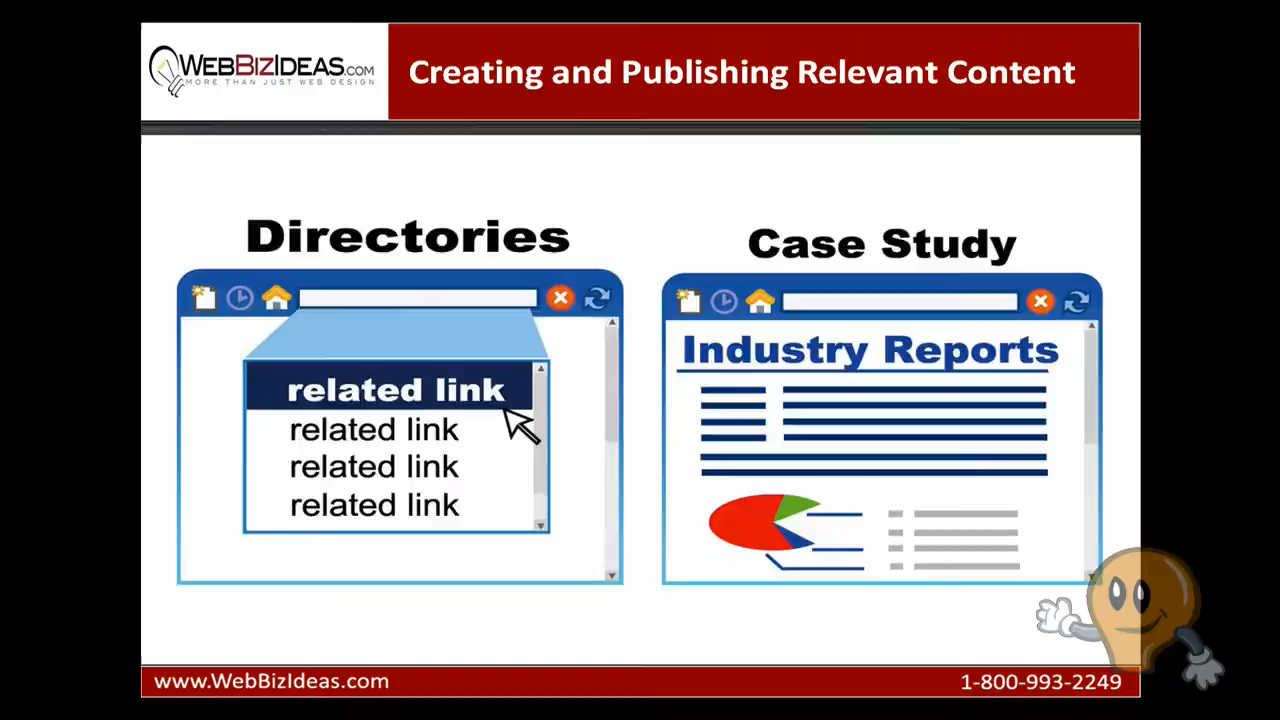 WebBizIdeas.com
MORE THAN JUST WEB DESIGN
Creating and Publishing Relevant Content
Directories
related link
related link
related link
related link
Case Study
Industry Reports
www.WebBizIdeas.com
1-800-993-2249